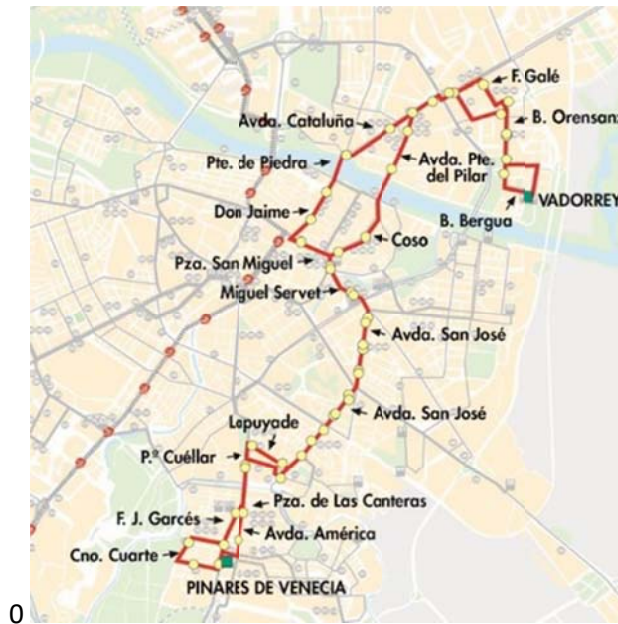 F. Galé
Avda. Cataluña
B. Orensanz
Pte. de Piedra
Avda. Pte.
del Pilar
VADORREY
Don Jaime
B. Bergua
Coso
Pza. San Miguel
Miguel Servet
Avda. San José
Avda. San José
Lapuyade
P.º Cuéllar
Pza. de Las Canteras
F. J. Garcés
Avda. América
Cno. Cuarte
PINARES DE VENECIA
0